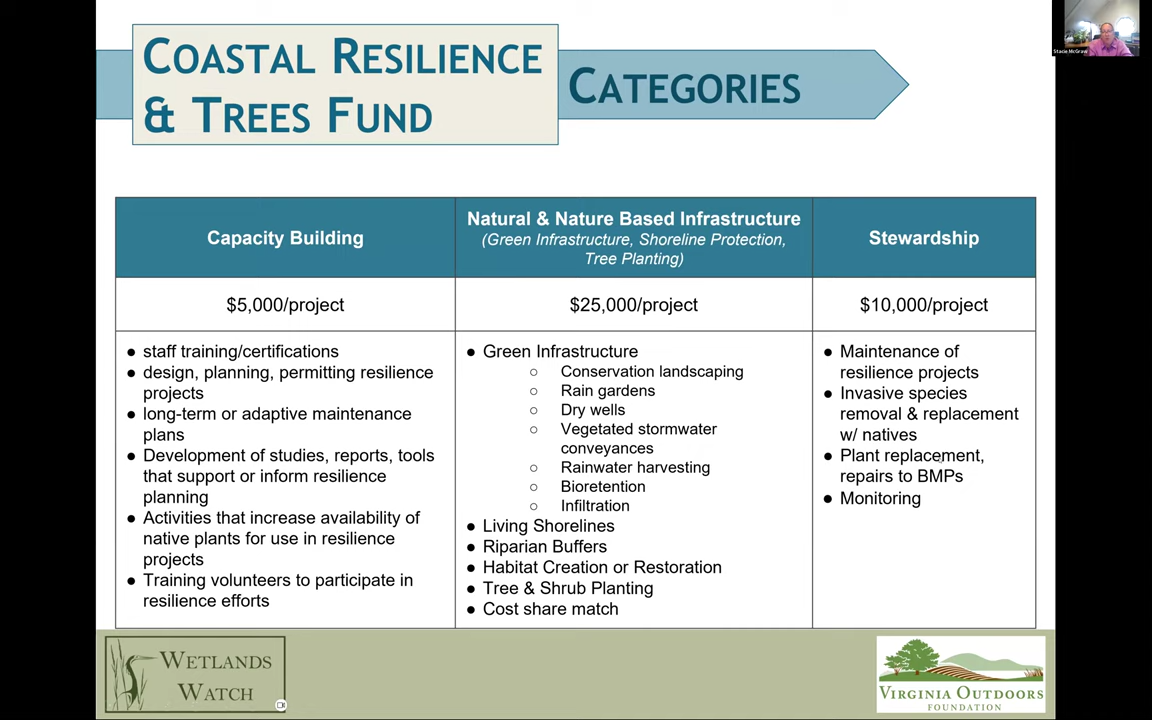 Stacie McGraw
COASTAL RESILIENCE
& TREES FUND
CATEGORIES
Capacity Building
Natural & Nature Based Infrastructure
(Green Infrastructure, Shoreline Protection,
Tree Planting)
Stewardship
$5,000/project
$25,000/project
$10,000/project
● staff training/certifications
● design, planning, permitting resilience
projects
● long-term or adaptive maintenance
plans
● Development of studies, reports, tools
that support or inform resilience
planning
● Activities that increase availability of
native plants for use in resilience
projects
● Training volunteers to participate in
resilience efforts
● Green Infrastructure
○ Conservation landscaping
○ Rain gardens
○ Dry wells
○ Vegetated stormwater
conveyances
○ Rainwater harvesting
○ Bioretention
○ Infiltration
● Living Shorelines
● Riparian Buffers
● Habitat Creation or Restoration
● Tree & Shrub Planting
● Cost share match
● Maintenance of
resilience projects
● Invasive species
removal & replacement
w/ natives
● Plant replacement,
repairs to BMPs
● Monitoring
WETLANDS
WATCH
VIRGINIA OUTDOORS
FOUNDATION